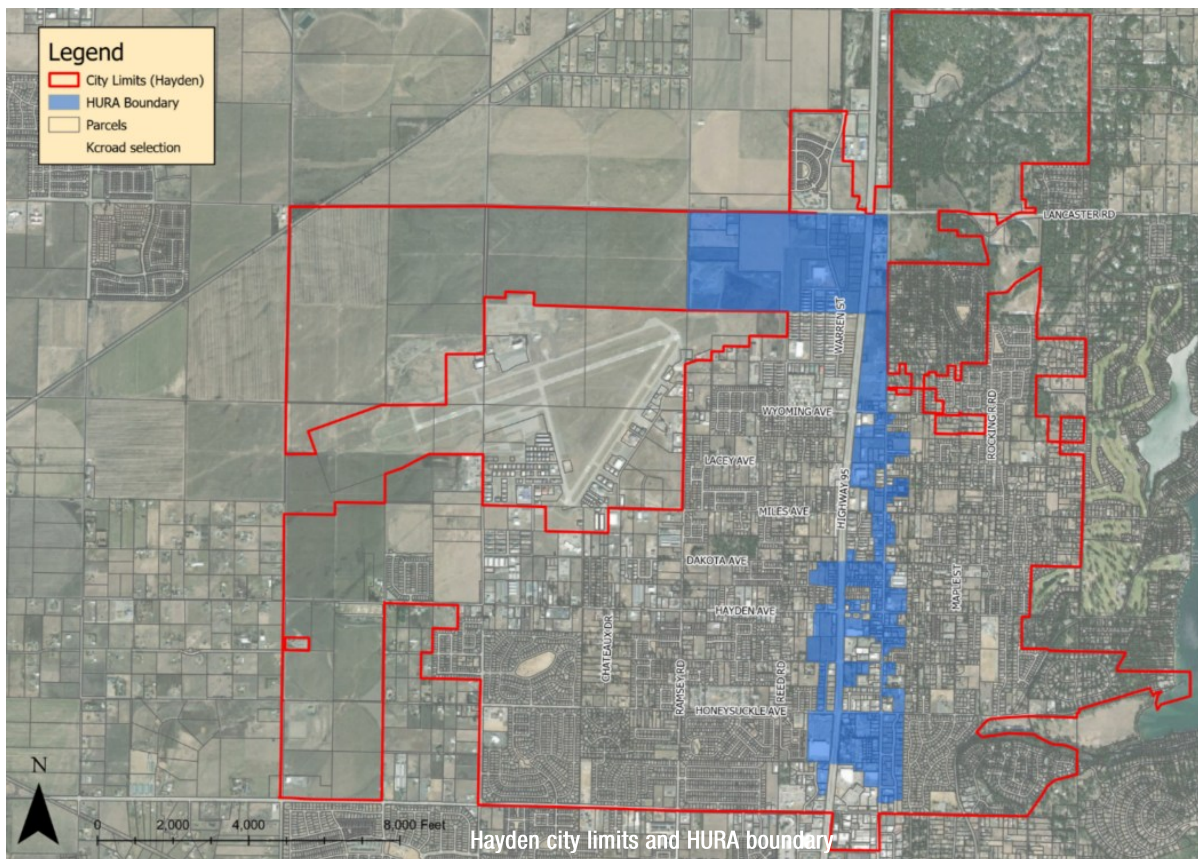 Legend
City Limits (Hayden)
HURA Boundary
Parcels
Kcroad selection
LANCASTER RD
WARREN ST
WYOMING AVE
ROCKING R RD
LACEY AVE
HIGHWAY 95
MILES AVE
DAKOTA AVE
MAPLE ST
HAYDEN AVE
CHATEAUX DR
RAMSEY RD
REED RD
HONEYSUCKLE AVE
N
0 2,000 4,000 8,000 Feet
Hayden city limits and HURA boundary